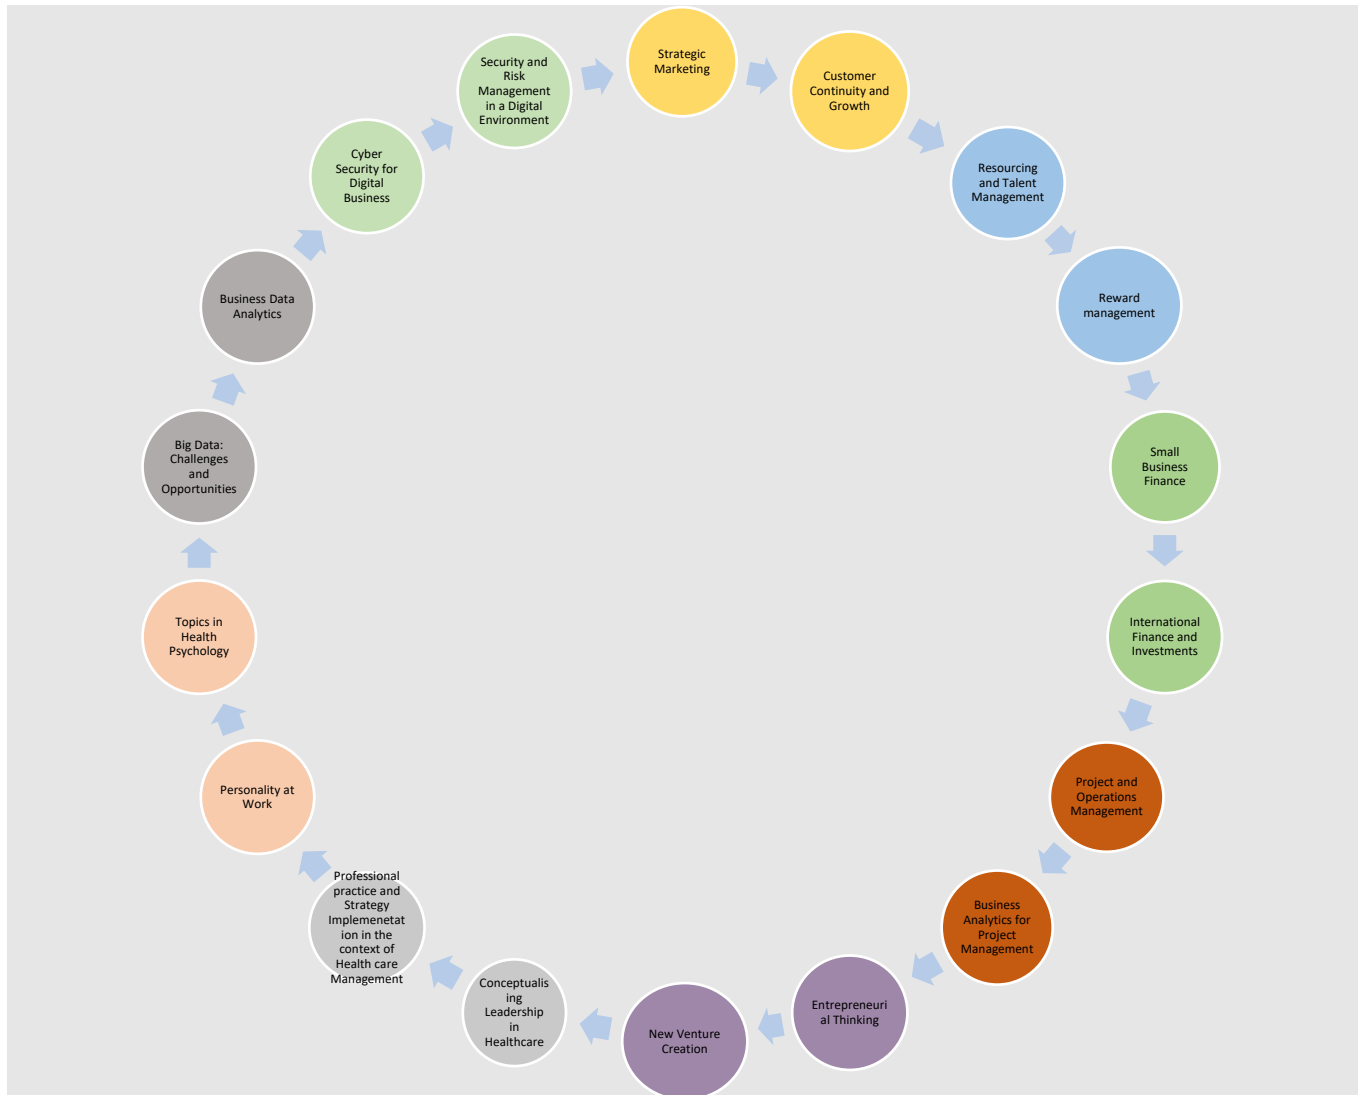 Strategic
Marketing
Customer
Continuity and
Growth
Resourcing
and Talent
Management
Reward
management
Small
Business
Finance
International
Finance and
Investments
Project and
Operations
Management
Business
Analytics for
Project
Management
Entrepreneuri
al Thinking
New Venture
Creation
Conceptualis
ing
Leadership
in
Healthcare
Professional
practice and
Strategy
Implemenetat
ion in the
context of
Health care
Management
Personality at
Work
Topics in
Health
Psychology
Big Data:
Challenges
and
Opportunities
Business Data
Analytics
Cyber
Security for
Digital
Business
Security and
Risk
Management
in a Digital
Environment